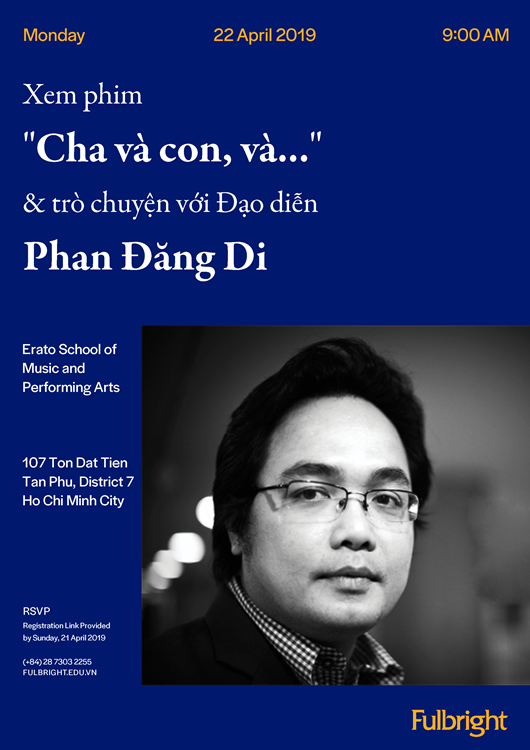 Monday 22 April 2019 9:00 AM
Xem phim
"Cha và con, và..."
& trò chuyện với Đạo diễn
Phan Đăng Di
Erato School of
Music and
Performing Arts
107 Ton Dat Tien
Tan Phu, District 7
Ho Chi Minh City
RSVP
Registration Link Provided
by Sunday, 21 April 2019
(+84) 28 7303 2255
FULBRIGHT.EDU.VN
Fulbright